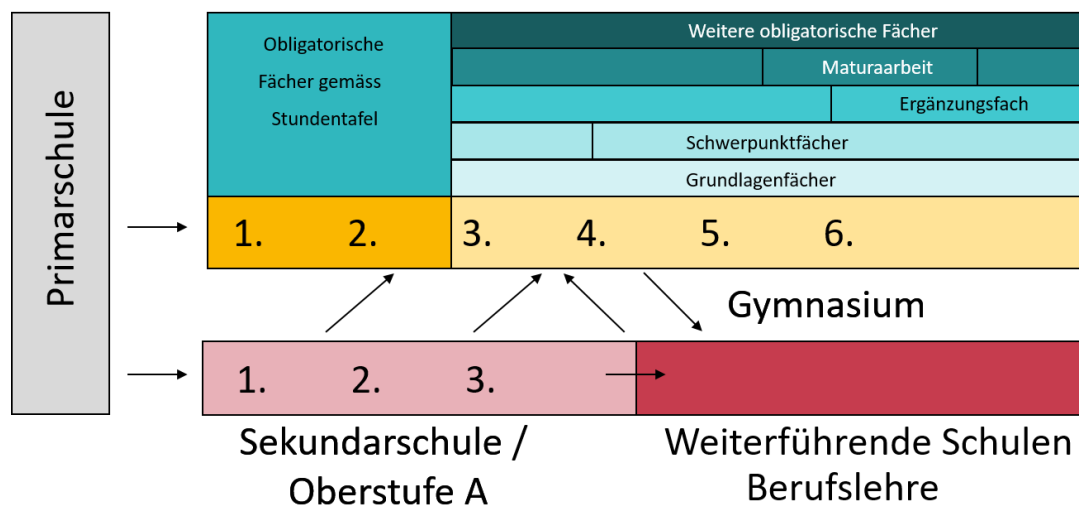 Primarschule
Obligatorische
Fächer gemäss
Stundentafel
Weitere obligatorische Fächer
Maturaarbeit
Ergänzungsfach
Schwerpunktfächer
Grundlagenfächer
1. 2. 3. 4. 5. 6.
Gymnasium
1. 2. 3.
Sekundarschule /
Oberstufe A
Weiterführende Schulen
Berufslehre